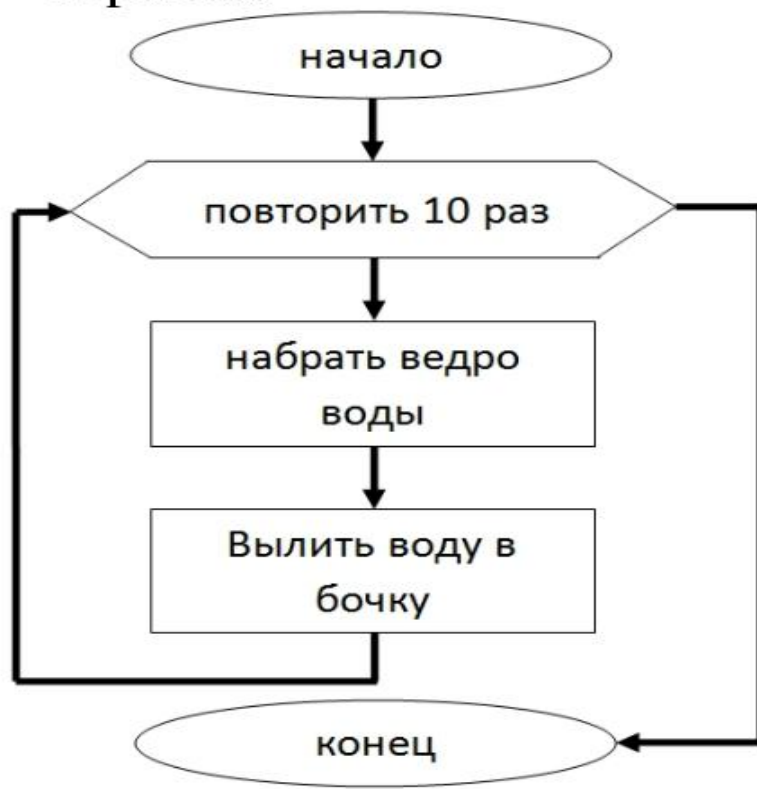 начало
повторить 10 раз
набрать ведро
воды
Вылить воду в
бочку
конец